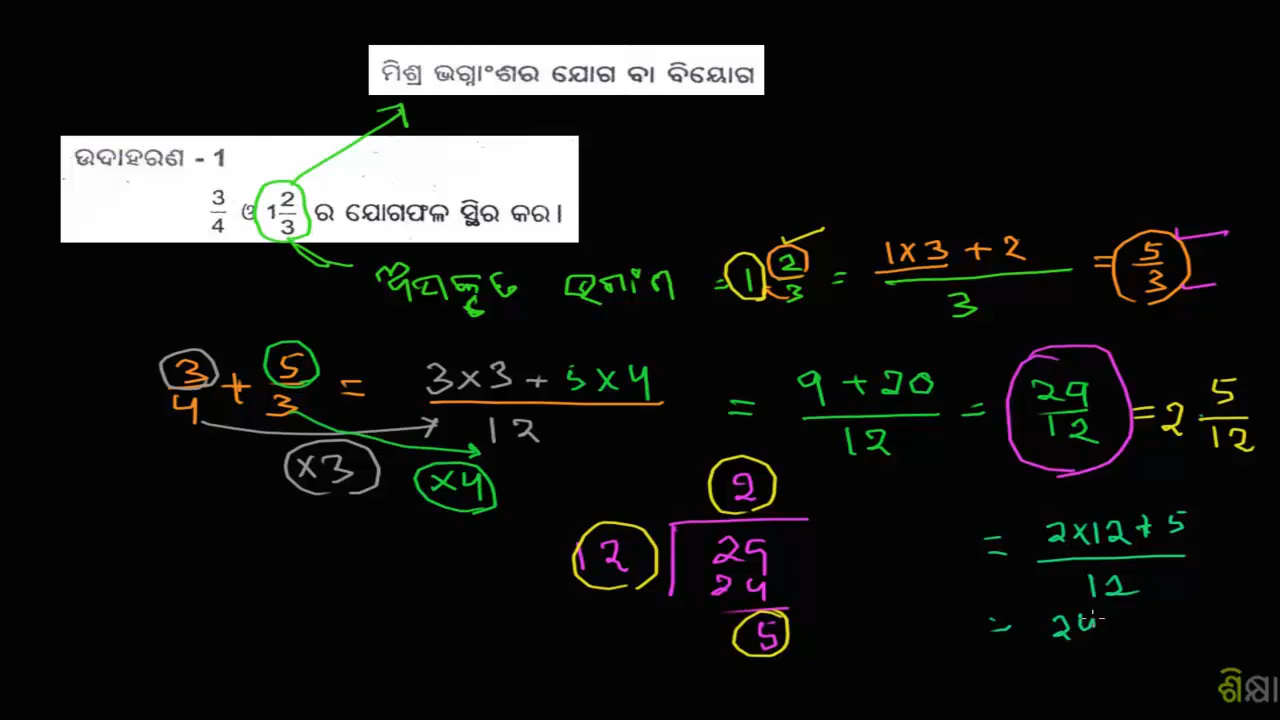 ମିଶ୍ର ଭଗ୍ନାଂଶର ଯୋଗ ବା ବିୟୋଗ
ଉଦାହରଣ - 1
3/4 ଓ 1 2/3 ର ଯୋଗଫଳ ସ୍ଥିର କର।
= 1 2/3 = (1×3 + 2)/3 = 5/3
3/4 + 5/3 = (3×3 + 5×4)/12 = (9 + 20)/12 = 29/12 = 2 5/12
×3
×4
2
12 29
24
5
= (2×12+5)/12
= 24
ଶିକ୍ଷା